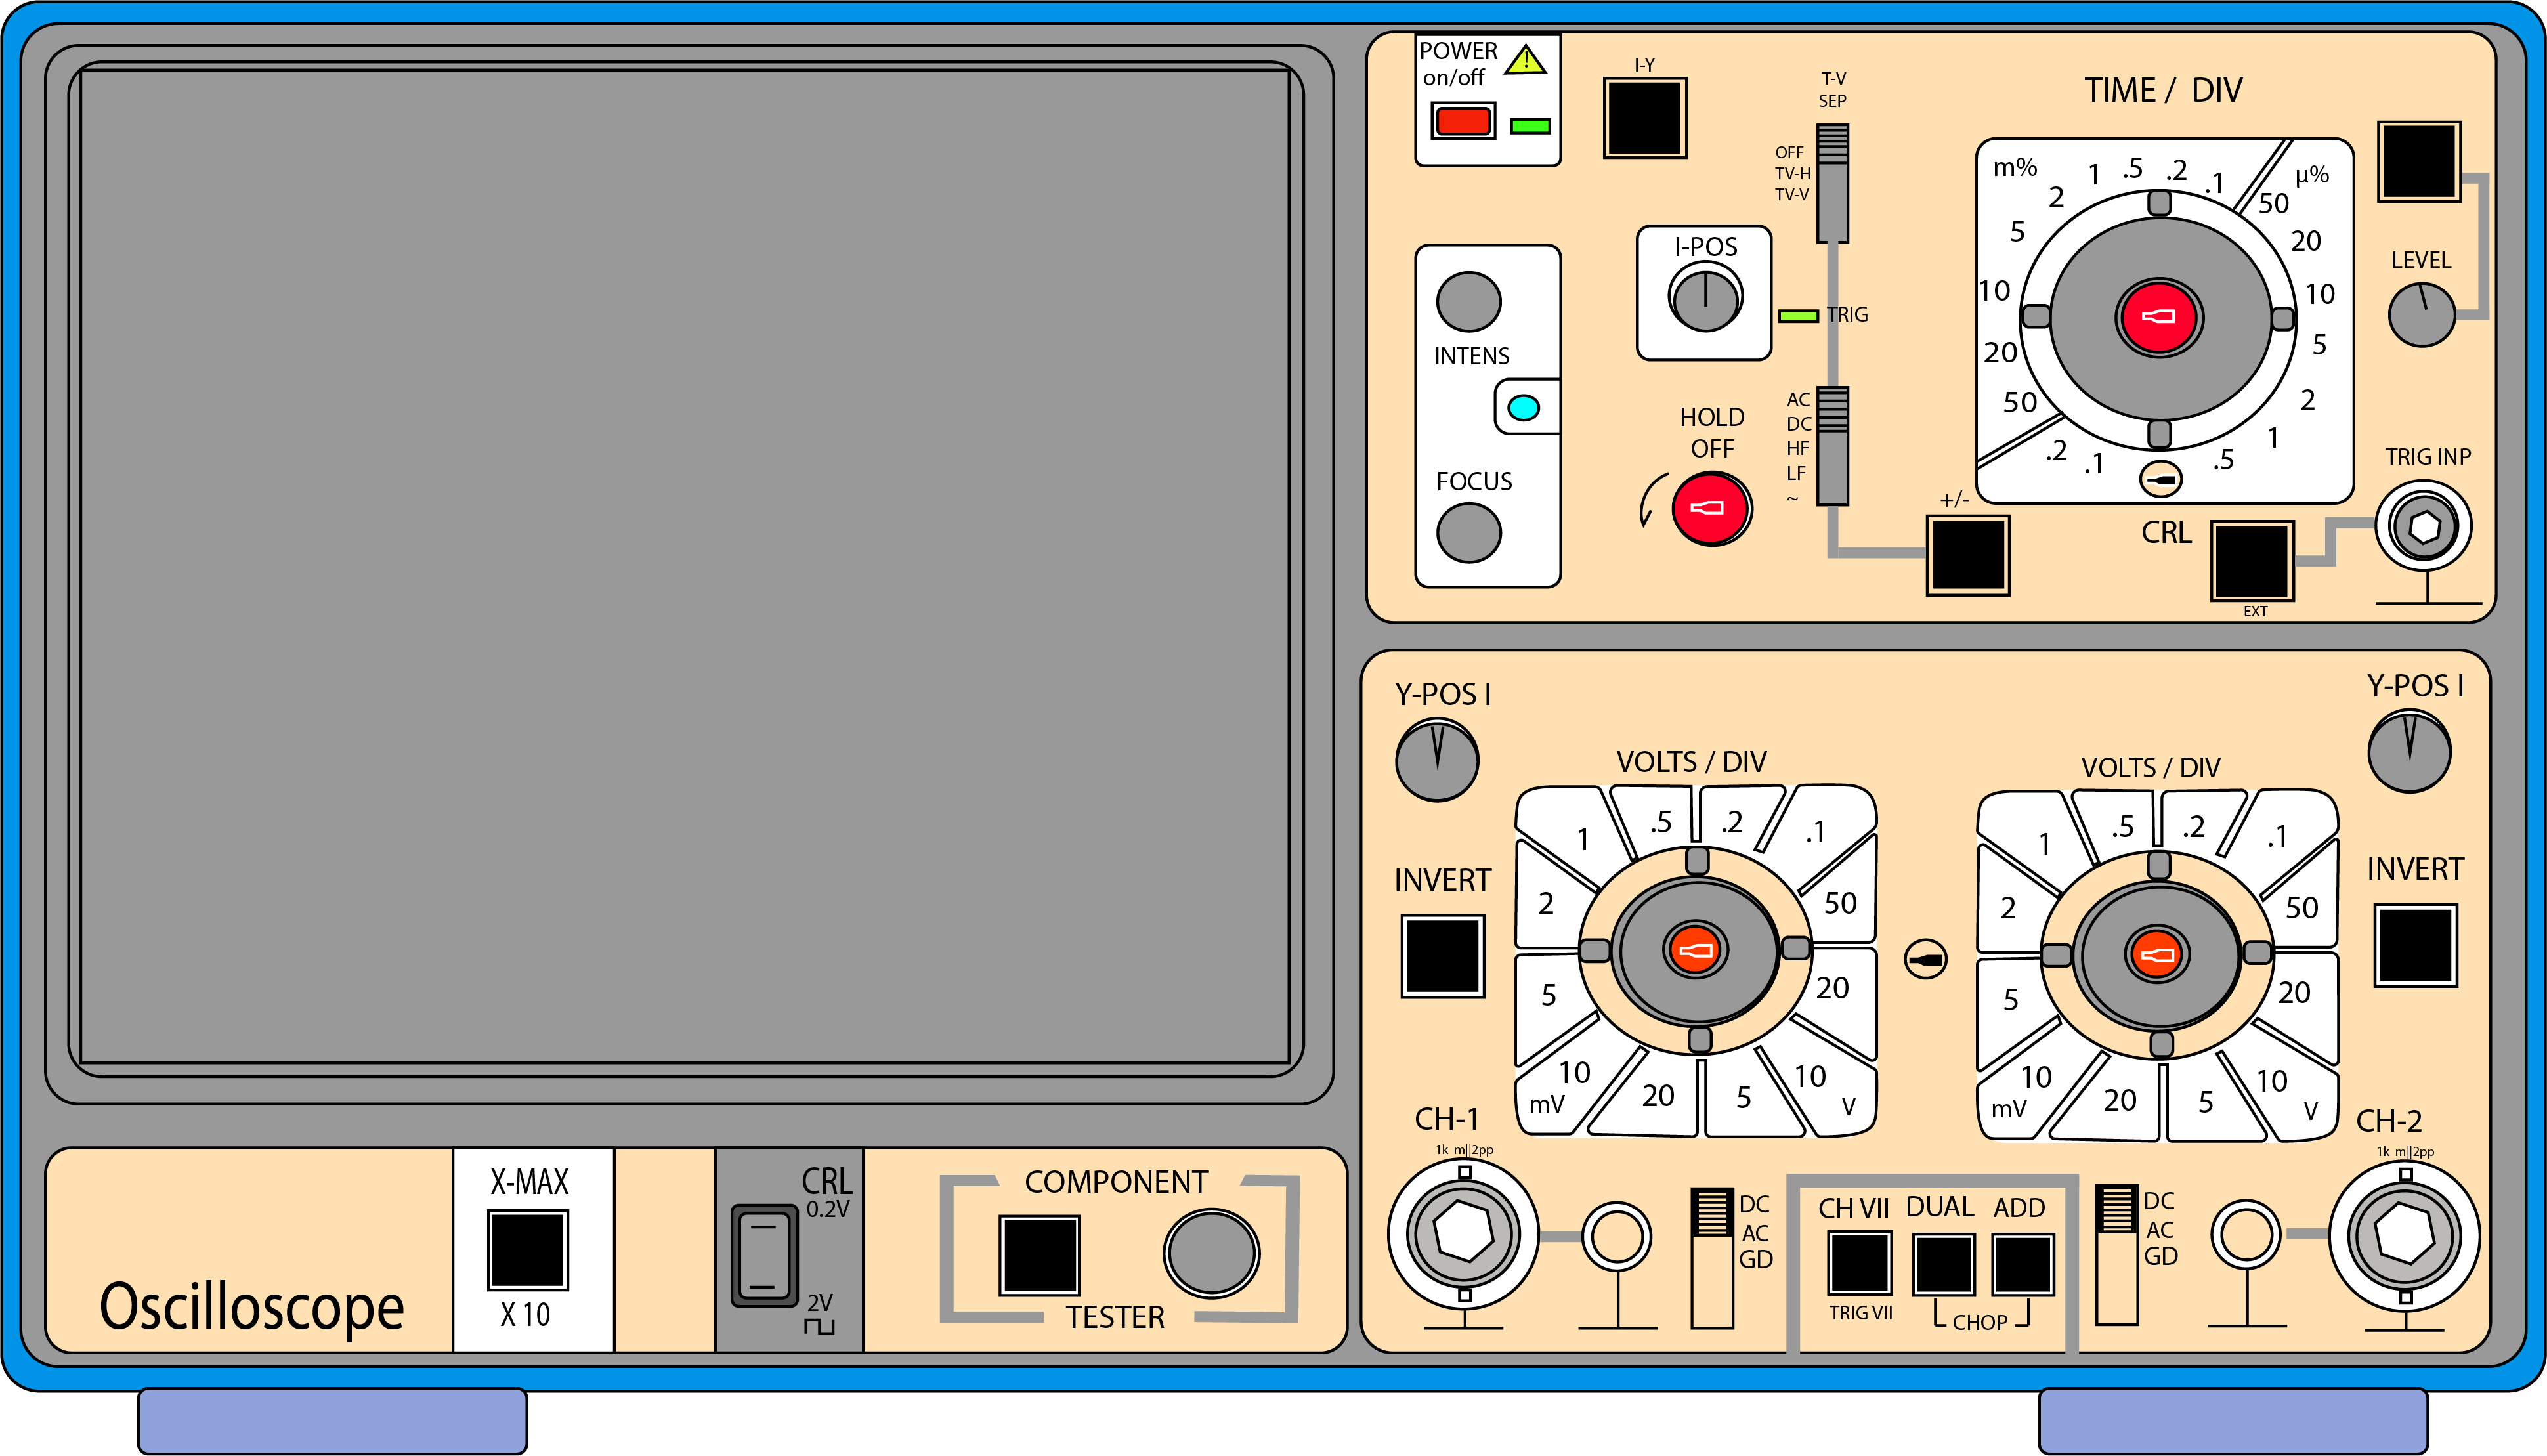 POWER
on/off
!
I-Y
T-V
SEP
OFF
TV-H
TV-V
TIME / DIV
m%
μ%
.2
.1
50
20
10
5
2
1
.5
.2
.1
50
20
10
5
2
1
.5
.2
.1
LEVEL
I-POS
TRIG
INTENS
FOCUS
HOLD
OFF
AC
DC
HF
LF
~
+/-
CRL
EXT
TRIG INP
Y-POS I
Y-POS I
VOLTS / DIV
1
.5
.2
.1
2
50
5
20
10
mV
20
5
10
V
VOLTS / DIV
1
.5
.2
.1
2
50
5
20
10
mV
20
5
10
V
INVERT
INVERT
CH-1
1k m||2pp
CH-2
1k m||2pp
DC
AC
GD
CH VII
DUAL
ADD
TRIG VII
CHOP
DC
AC
GD
Oscilloscope
X-MAX
X 10
CRL
0.2V
2V
COMPONENT
TESTER